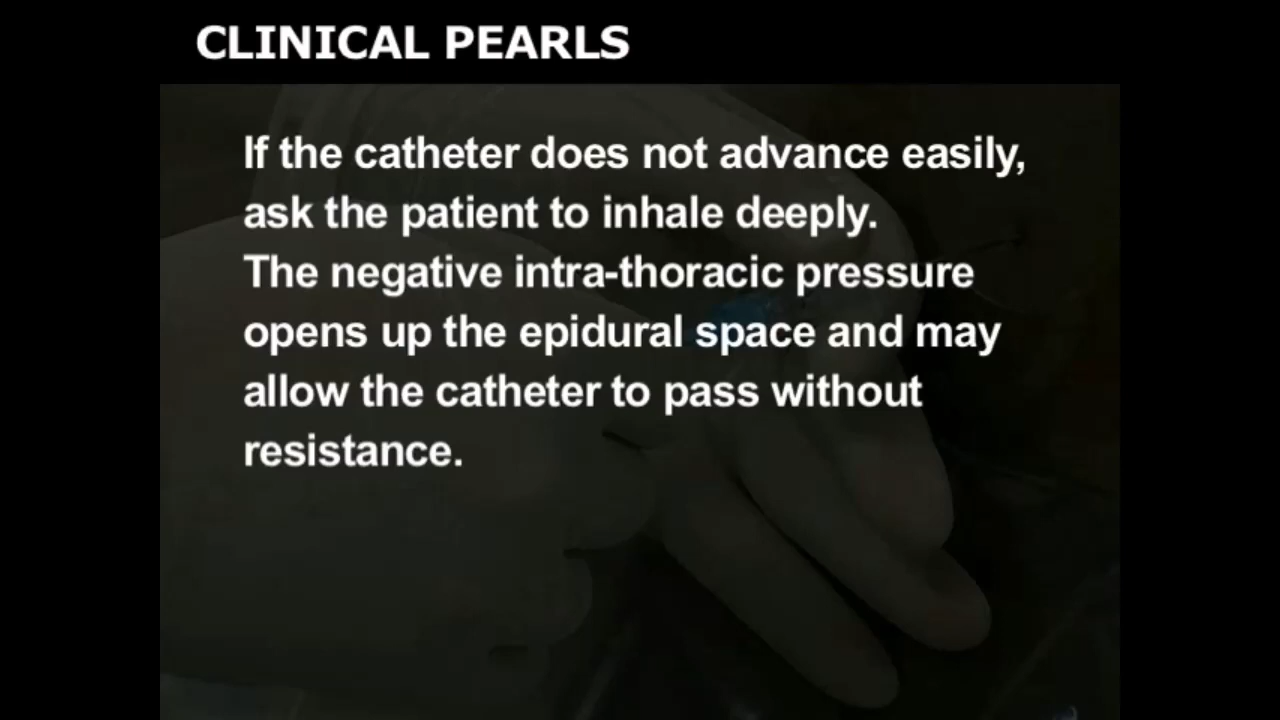 CLINICAL PEARLS
If the catheter does not advance easily,
ask the patient to inhale deeply.
The negative intra-thoracic pressure
opens up the epidural space and may
allow the catheter to pass without
resistance.